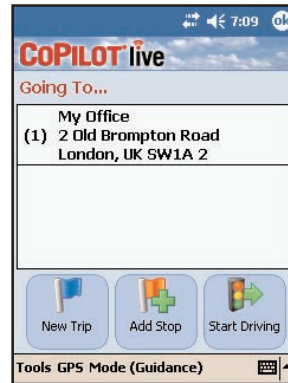 7:09 ok
CoPILOT live
Going To...
My Office
(1) 2 Old Brompton Road
London, UK SW1A 2
New Trip Add Stop Start Driving
Tools GPS Mode (Guidance)